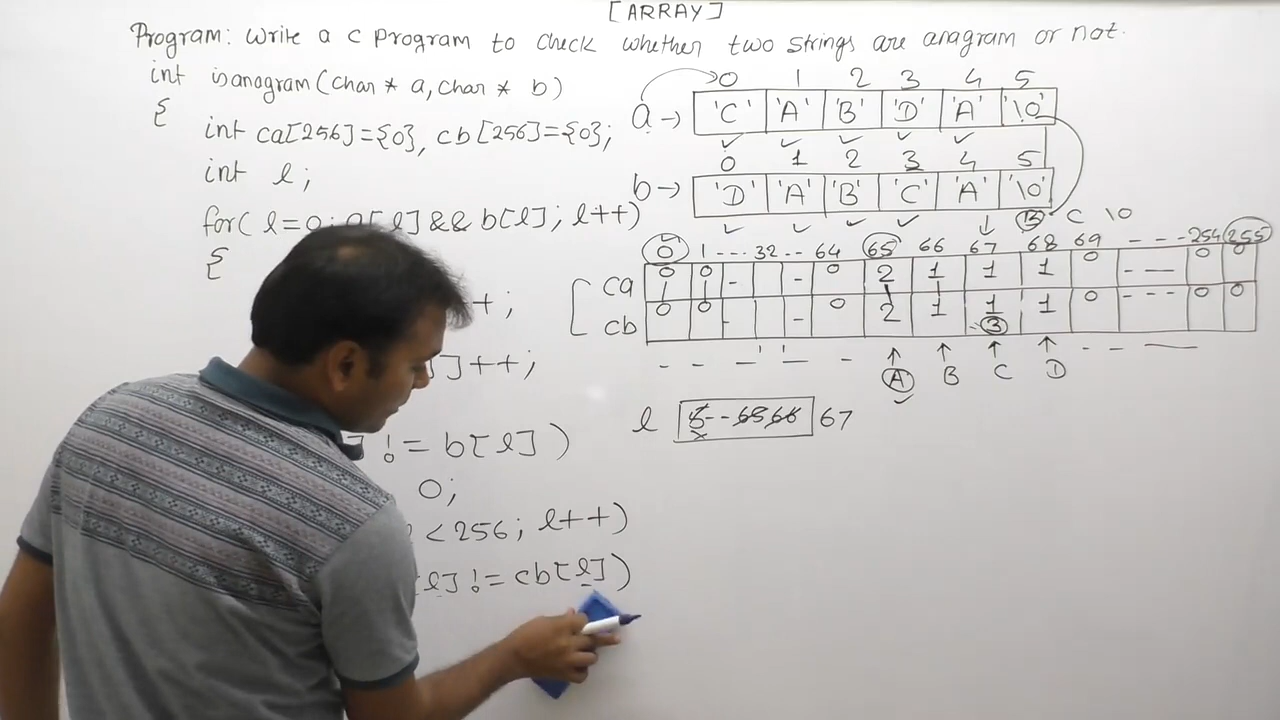 [ARRAY]
Program: Write a C program to check whether two strings are anagram or not.
int isanagram(char * a, char * b)
{
int ca[256]={0}, cb[256]={0};
int l;
for( l=0; a[l] && b[l]; l++)
{
+;
]++;
] != b[l] )
0;
<256; l++)
[l] != cb[l] )
0 1 2 3 4 5
a → 'C' 'A' 'B' 'D' 'A' '\0'
0 1 2 3 4 5
b → 'D' 'A' 'B' 'C' 'A' '\0'
B C \0
0 1 --- 32 -- 64 65 66 67 68 69 - - - - 254 255
ca 0 0 - - 0 2 1 1 1 0 - — 0 0
cb 0 0 - - 0 2 1 1 1 0 - - - 0 0
3
A B C D
l 65 66 67